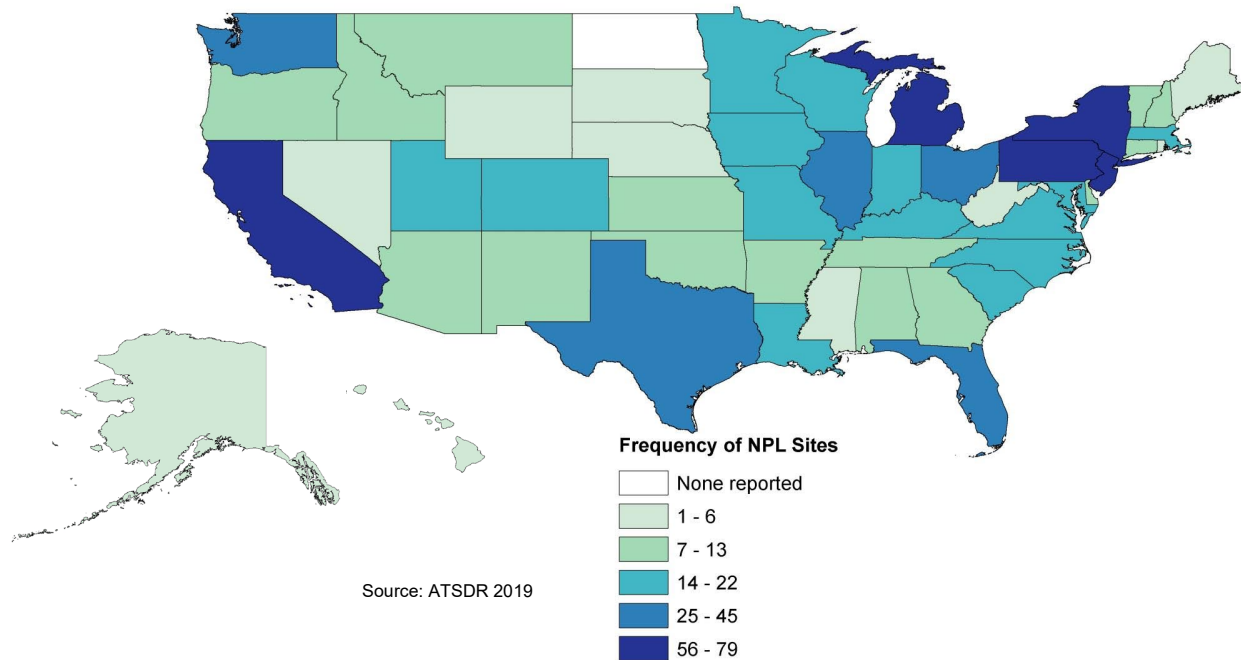 Frequency of NPL Sites
None reported
1 - 6
7 - 13
Source: ATSDR 2019
14 - 22
25 - 45
56 - 79